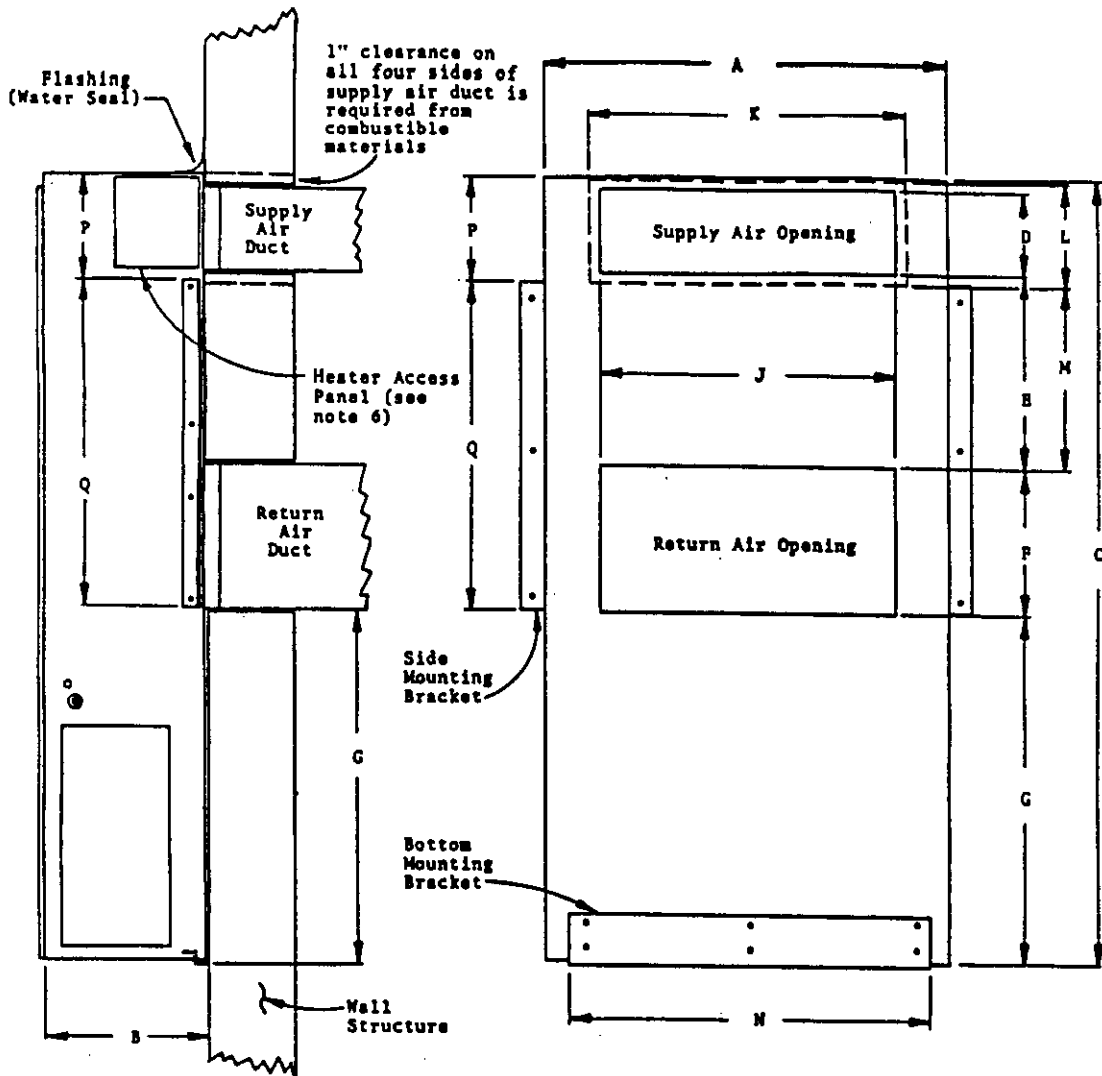 Flashing
(Water Seal)
1" clearance on
all four sides of
supply air duct is
required from
combustible
materials
A
K
P
Supply
Air
Duct
P
Supply Air Opening
D
L
Heater Access
Panel (see
note 6)
J
E
M
Q
Q
Return
Air
Duct
Return Air Opening
F
C
Side
Mounting
Bracket
G
G
Bottom
Mounting
Bracket
Wall
Structure
B
N